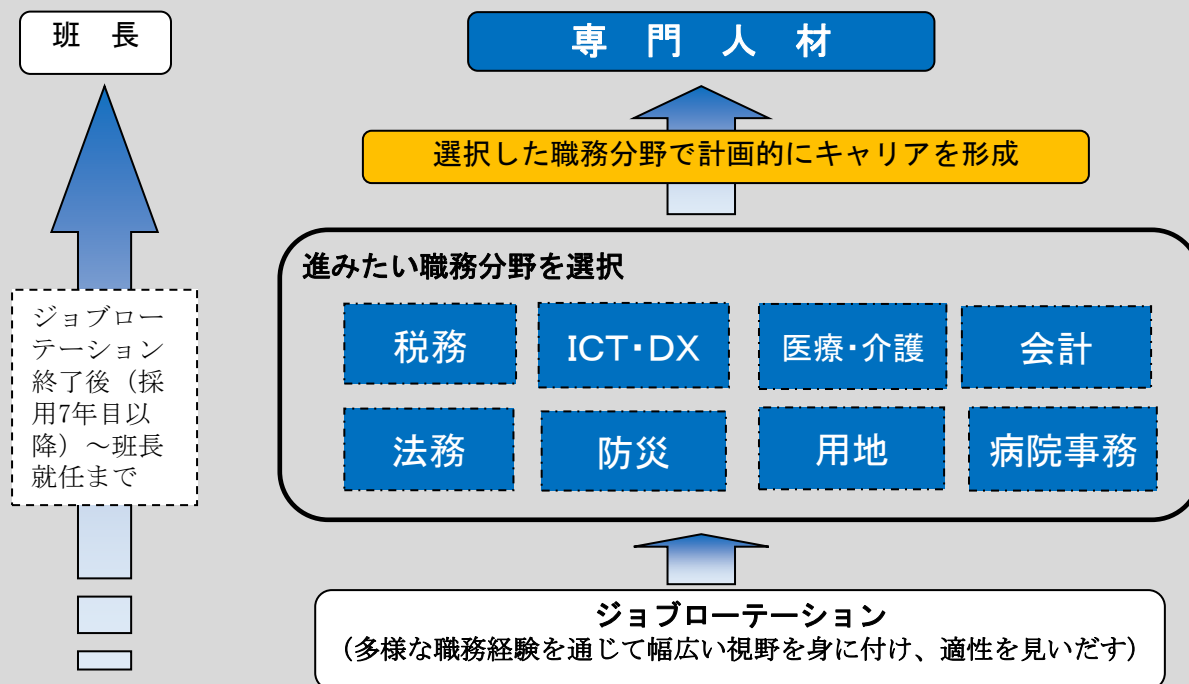 班　長
専　門　人　材
選択した職務分野で計画的にキャリアを形成
進みたい職務分野を選択
税務
ICT・DX
医療・介護
会計
法務
防災
用地
病院事務
ジョブロー
テーション
終了後（採
用7年目以
降）～班長
就任まで
ジョブローテーション
（多様な職務経験を通じて幅広い視野を身に付け、適性を見いだす）